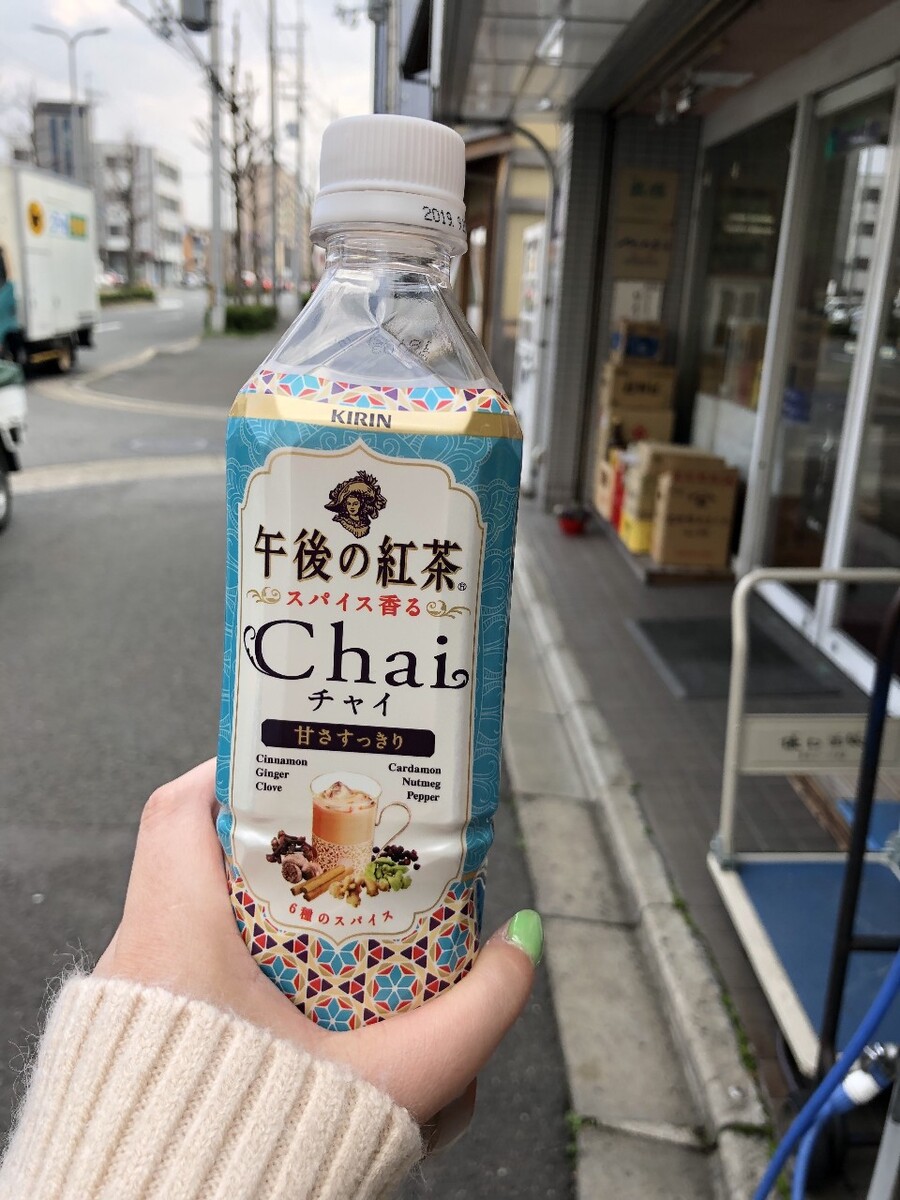 2019.9
KIRIN
午後の紅茶®
スパイス香る
Chai
チャイ
甘さすっきり
Cinnamon
Ginger
Clove
Cardamon
Nutmeg
Pepper
6種のスパイス